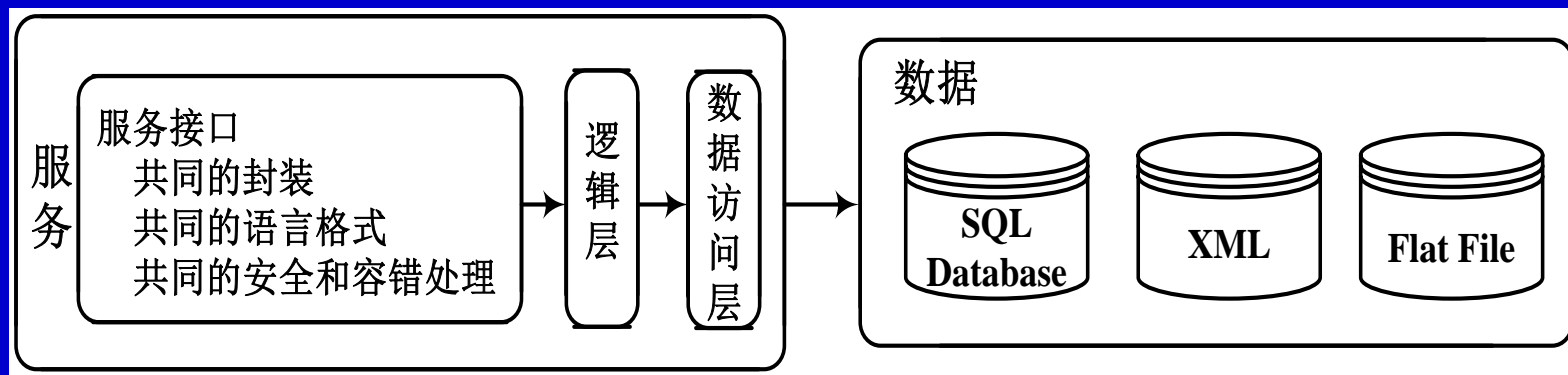 服务
服务接口
共同的封装
共同的语言格式
共同的安全和容错处理
逻辑层
数据访问层
数据
SQL
Database
XML
Flat File